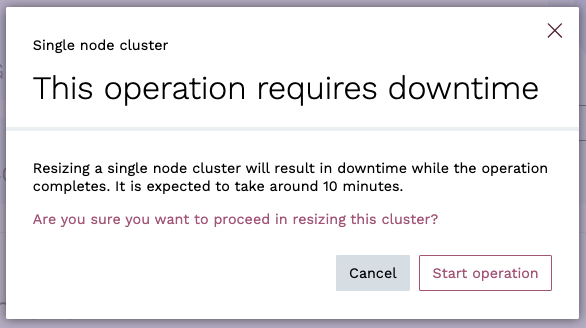 Single node cluster
This operation requires downtime
Resizing a single node cluster will result in downtime while the operation
completes. It is expected to take around 10 minutes.
Are you sure you want to proceed in resizing this cluster?
Cancel
Start operation